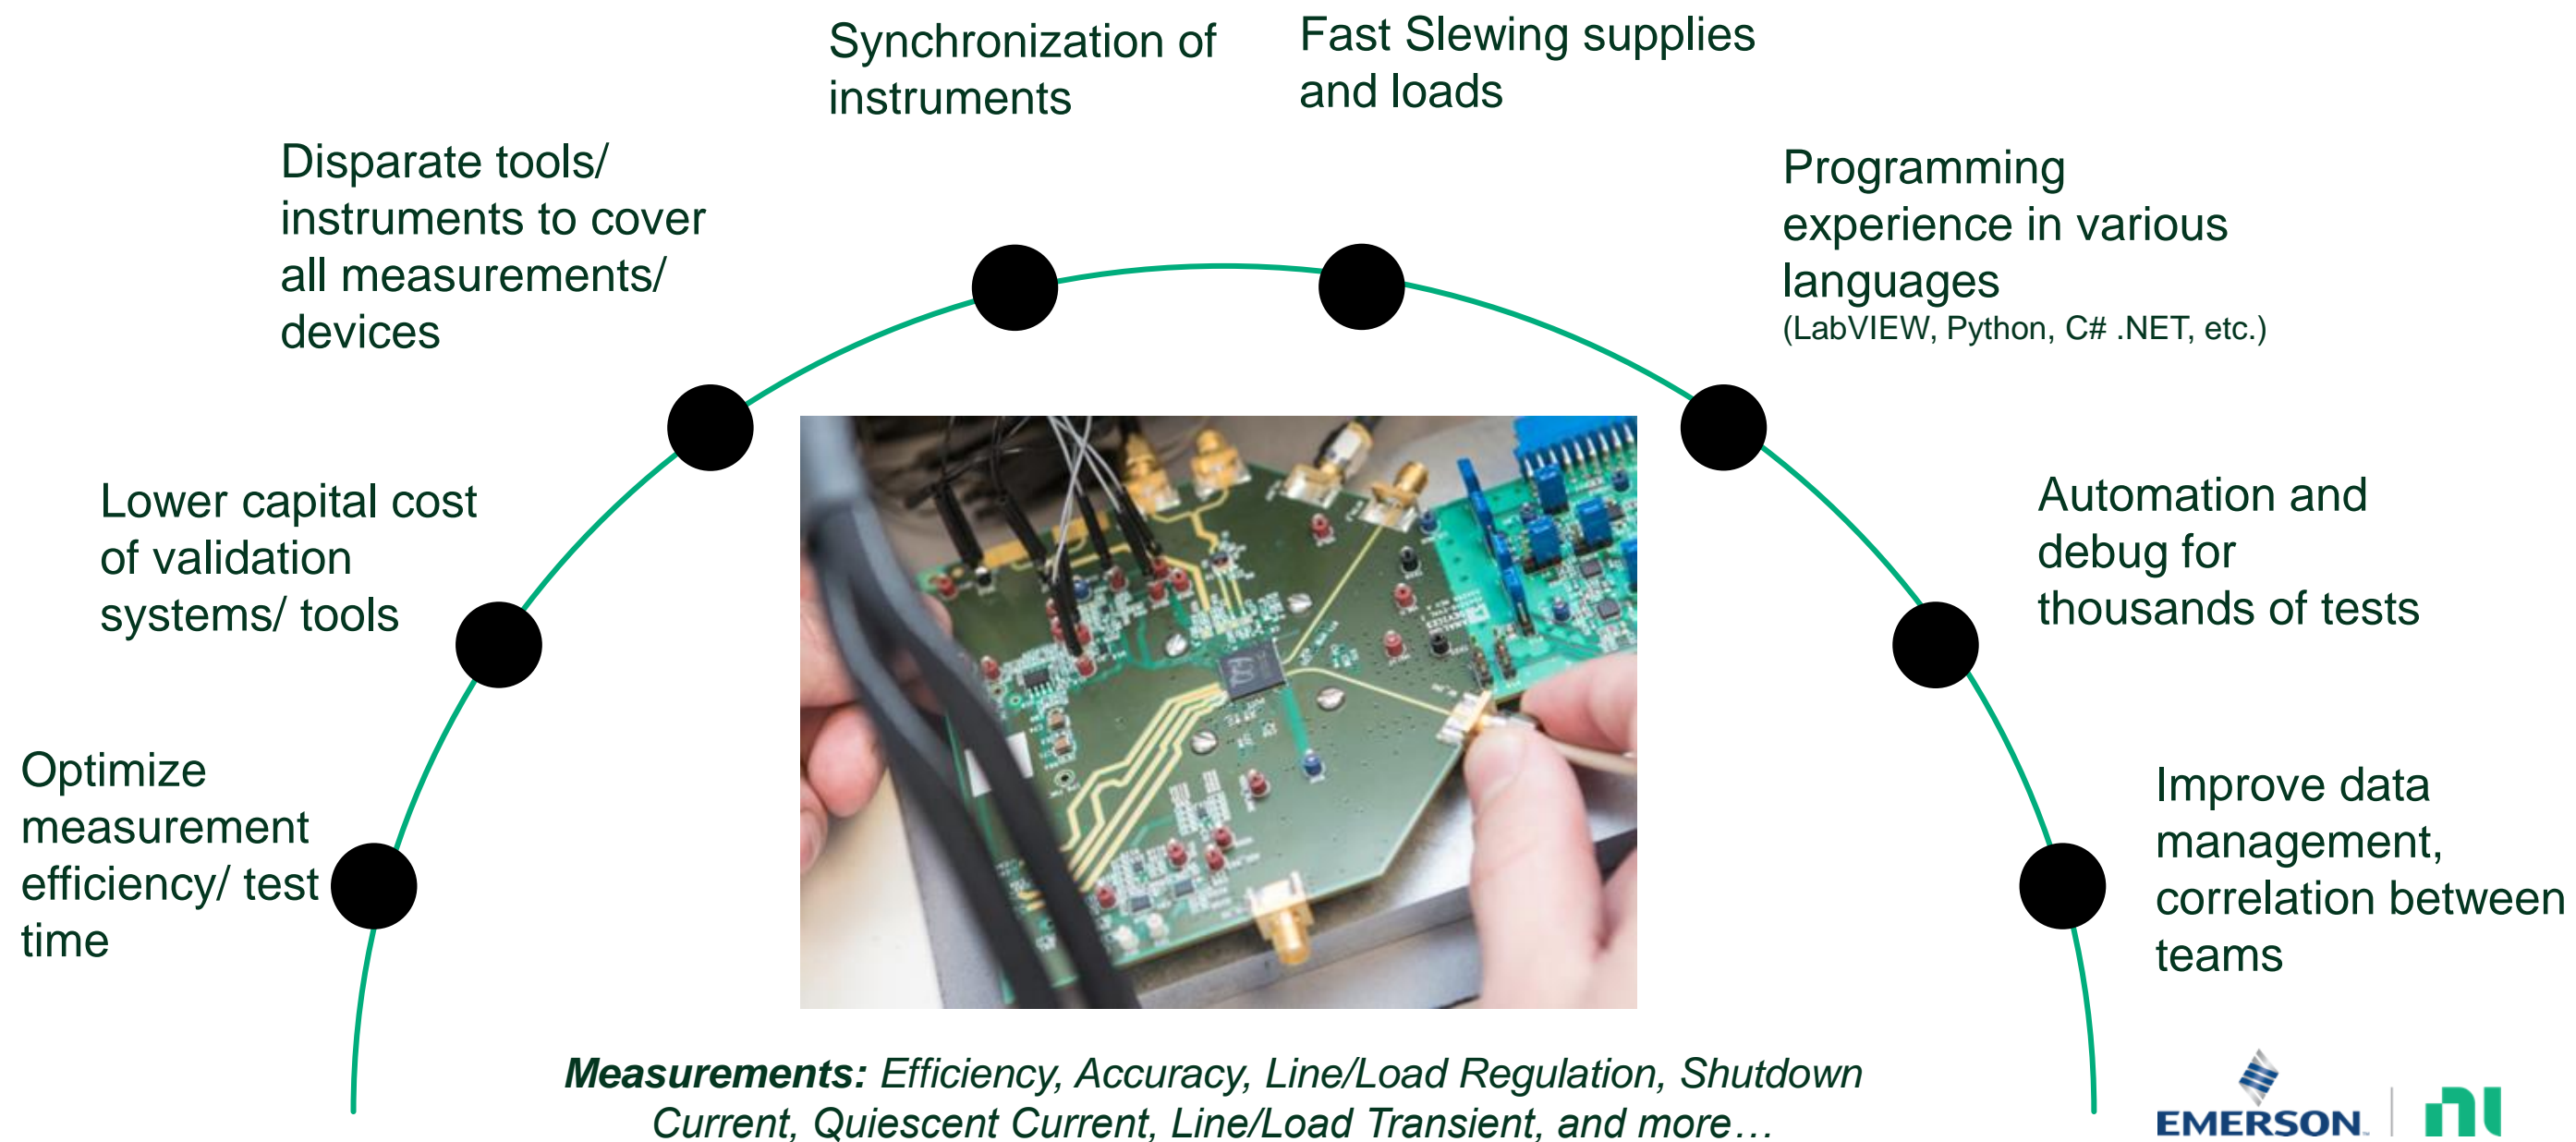 Synchronization of
instruments
Fast Slewing supplies
and loads
Disparate tools/
instruments to cover
all measurements/
devices
Programming
experience in various
languages
(LabVIEW, Python, C# .NET, etc.)
Lower capital cost
of validation
systems/ tools
Automation and
debug for
thousands of tests
Optimize
measurement
efficiency/ test
time
Improve data
management,
correlation between
teams
Measurements: Efficiency, Accuracy, Line/Load Regulation, Shutdown
Current, Quiescent Current, Line/Load Transient, and more…
EMERSON™
ni